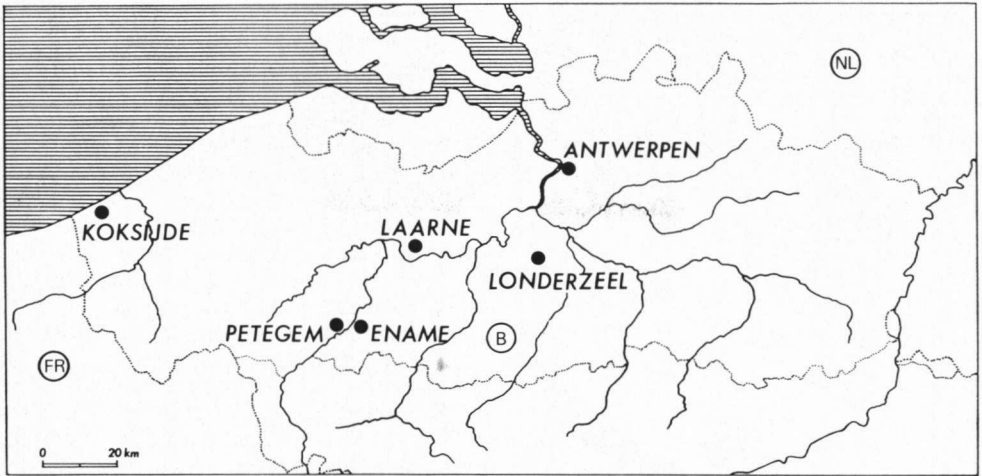 NL
ANTWERPEN
KOKSIJDE
LAARNE
LONDERZEEL
PETEGEM
ENAME
B
FR
0 20 km